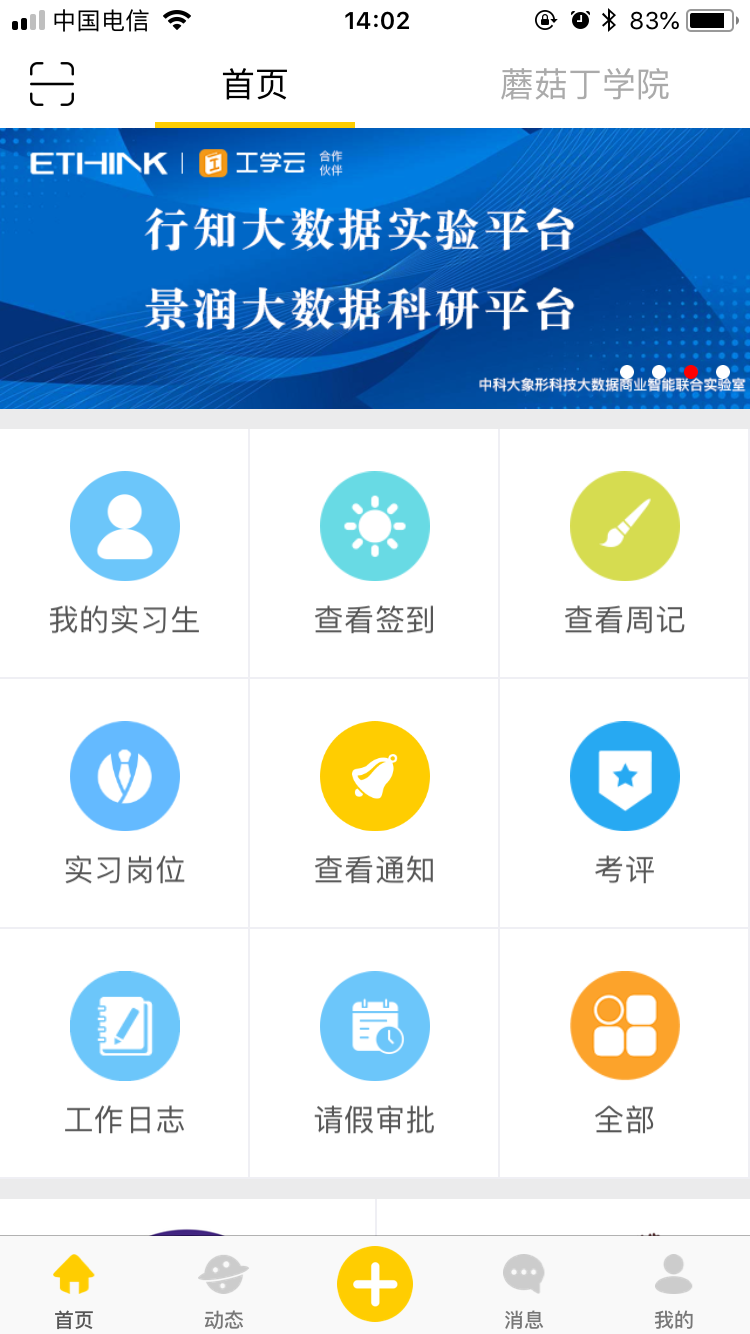 中国电信 14:02 83%
首页 蘑菇丁学院
ETHINK | 工学云 合作伙伴
行知大数据实验平台
景润大数据科研平台
中科大象形科技大数据商业智能联合实验室
我的实习生 查看签到 查看周记
实习岗位 查看通知 考评
工作日志 请假审批 全部
首页 动态 消息 我的